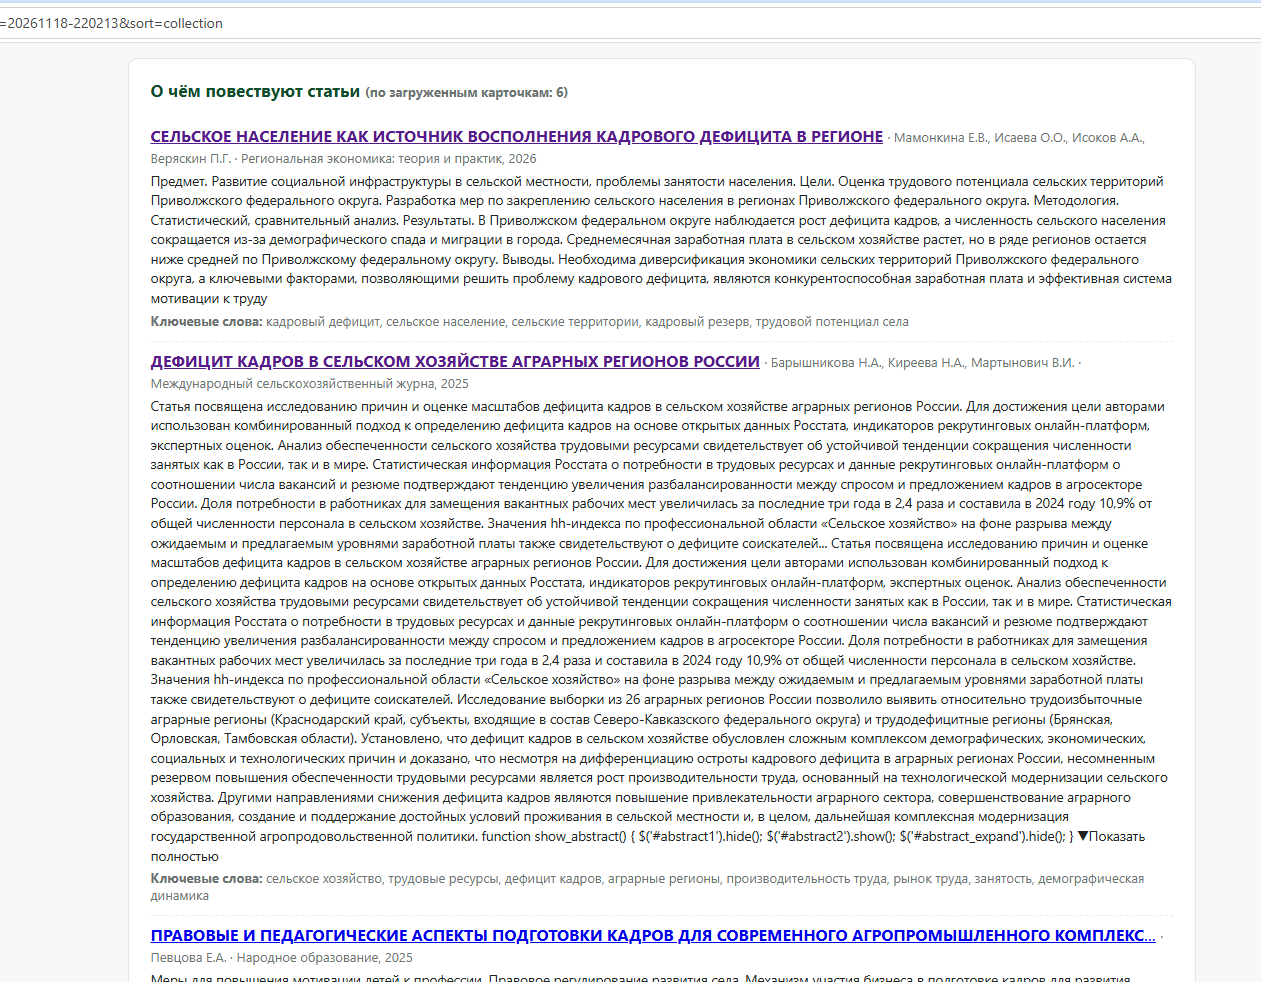 =20261118-220213&sort=collection
О чём повествуют статьи (по загруженным карточкам: 6)
СЕЛЬСКОЕ НАСЕЛЕНИЕ КАК ИСТОЧНИК ВОСПОЛНЕНИЯ КАДРОВОГО ДЕФИЦИТА В РЕГИОНЕ · Мамонкина Е.В., Исаева О.О., Исоков А.А.,
Веряскин П.Г. · Региональная экономика: теория и практик, 2026
Предмет. Развитие социальной инфраструктуры в сельской местности, проблемы занятости населения. Цели. Оценка трудового потенциала сельских территорий
Приволжского федерального округа. Разработка мер по закреплению сельского населения в регионах Приволжского федерального округа. Методология.
Статистический, сравнительный анализ. Результаты. В Приволжском федеральном округе наблюдается рост дефицита кадров, а численность сельского населения
сокращается из-за демографического спада и миграции в города. Среднемесячная заработная плата в сельском хозяйстве растет, но в ряде регионов остается
ниже средней по Приволжскому федеральному округу. Выводы. Необходима диверсификация экономики сельских территорий Приволжского федерального
округа, а ключевыми факторами, позволяющими решить проблему кадрового дефицита, являются конкурентоспособная заработная плата и эффективная система
мотивации к труду
Ключевые слова: кадровый дефицит, сельское население, сельские территории, кадровый резерв, трудовой потенциал села
ДЕФИЦИТ КАДРОВ В СЕЛЬСКОМ ХОЗЯЙСТВЕ АГРАРНЫХ РЕГИОНОВ РОССИИ · Барышникова Н.А., Киреева Н.А., Мартынович В.И. ·
Международный сельскохозяйственный журна, 2025
Статья посвящена исследованию причин и оценке масштабов дефицита кадров в сельском хозяйстве аграрных регионов России. Для достижения цели авторами
использован комбинированный подход к определению дефицита кадров на основе открытых данных Росстата, индикаторов рекрутинговых онлайн-платформ,
экспертных оценок. Анализ обеспеченности сельского хозяйства трудовыми ресурсами свидетельствует об устойчивой тенденции сокращения численности
занятых как в России, так и в мире. Статистическая информация Росстата о потребности в трудовых ресурсах и данные рекрутинговых онлайн-платформ о
соотношении числа вакансий и резюме подтверждают тенденцию увеличения разбалансированности между спросом и предложением кадров в агросекторе
России. Доля потребности в работниках для замещения вакантных рабочих мест увеличилась за последние три года в 2,4 раза и составила в 2024 году 10,9% от
общей численности персонала в сельском хозяйстве. Значения hh-индекса по профессиональной области «Сельское хозяйство» на фоне разрыва между
ожидаемым и предлагаемым уровнями заработной платы также свидетельствуют о дефиците соискателей... Статья посвящена исследованию причин и оценке
масштабов дефицита кадров в сельском хозяйстве аграрных регионов России. Для достижения цели авторами использован комбинированный подход к
определению дефицита кадров на основе открытых данных Росстата, индикаторов рекрутинговых онлайн-платформ, экспертных оценок. Анализ обеспеченности
сельского хозяйства трудовыми ресурсами свидетельствует об устойчивой тенденции сокращения численности занятых как в России, так и в мире. Статистическая
информация Росстата о потребности в трудовых ресурсах и данные рекрутинговых онлайн-платформ о соотношении числа вакансий и резюме подтверждают
тенденцию увеличения разбалансированности между спросом и предложением кадров в агросекторе России. Доля потребности в работниках для замещения
вакантных рабочих мест увеличилась за последние три года в 2,4 раза и составила в 2024 году 10,9% от общей численности персонала в сельском хозяйстве.
Значения hh-индекса по профессиональной области «Сельское хозяйство» на фоне разрыва между ожидаемым и предлагаемым уровнями заработной платы
также свидетельствуют о дефиците соискателей. Исследование выборки из 26 аграрных регионов России позволило выявить относительно трудоизбыточные
аграрные регионы (Краснодарский край, субъекты, входящие в состав Северо-Кавказского федерального округа) и трудодефицитные регионы (Брянская,
Орловская, Тамбовская области). Установлено, что дефицит кадров в сельском хозяйстве обусловлен сложным комплексом демографических, экономических,
социальных и технологических причин и доказано, что несмотря на дифференциацию остроты кадрового дефицита в аграрных регионах России, несомненным
резервом повышения обеспеченности трудовыми ресурсами является рост производительности труда, основанный на технологической модернизации сельского
хозяйства. Другими направлениями снижения дефицита кадров являются повышение привлекательности аграрного сектора, совершенствование аграрного
образования, создание и поддержание достойных условий проживания в сельской местности и, в целом, дальнейшая комплексная модернизация
государственной агропродовольственной политики. function show_abstract() { $('#abstract1').hide(); $('#abstract2').show(); $('#abstract_expand').hide(); } ▼Показать
полностью
Ключевые слова: сельское хозяйство, трудовые ресурсы, дефицит кадров, аграрные регионы, производительность труда, рынок труда, занятость, демографическая
динамика
ПРАВОВЫЕ И ПЕДАГОГИЧЕСКИЕ АСПЕКТЫ ПОДГОТОВКИ КАДРОВ ДЛЯ СОВРЕМЕННОГО АГРОПРОМЫШЛЕННОГО КОМПЛЕКС... ·
Певцова Е.А. · Народное образование, 2025
Меры для повышения мотивации детей к профессии. Правовое регулирование развития села. Механизм участия бизнеса в подготовке кадров для развития